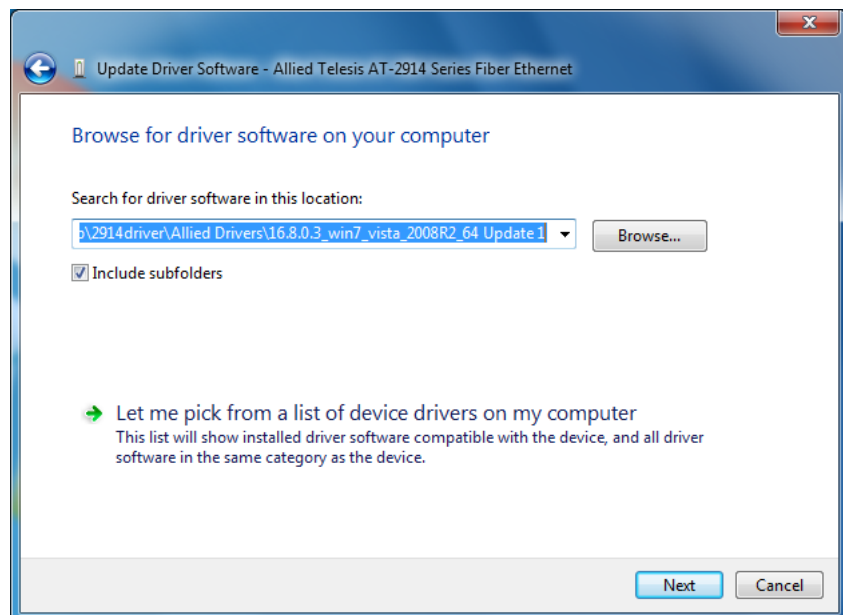 Update Driver Software - Allied Telesis AT-2914 Series Fiber Ethernet
Browse for driver software on your computer
Search for driver software in this location:
\2914driver\Allied Drivers\16.8.0.3_win7_vista_2008R2_64 Update 1
Browse...
Include subfolders
Let me pick from a list of device drivers on my computer
This list will show installed driver software compatible with the device, and all driver
software in the same category as the device.
Next
Cancel